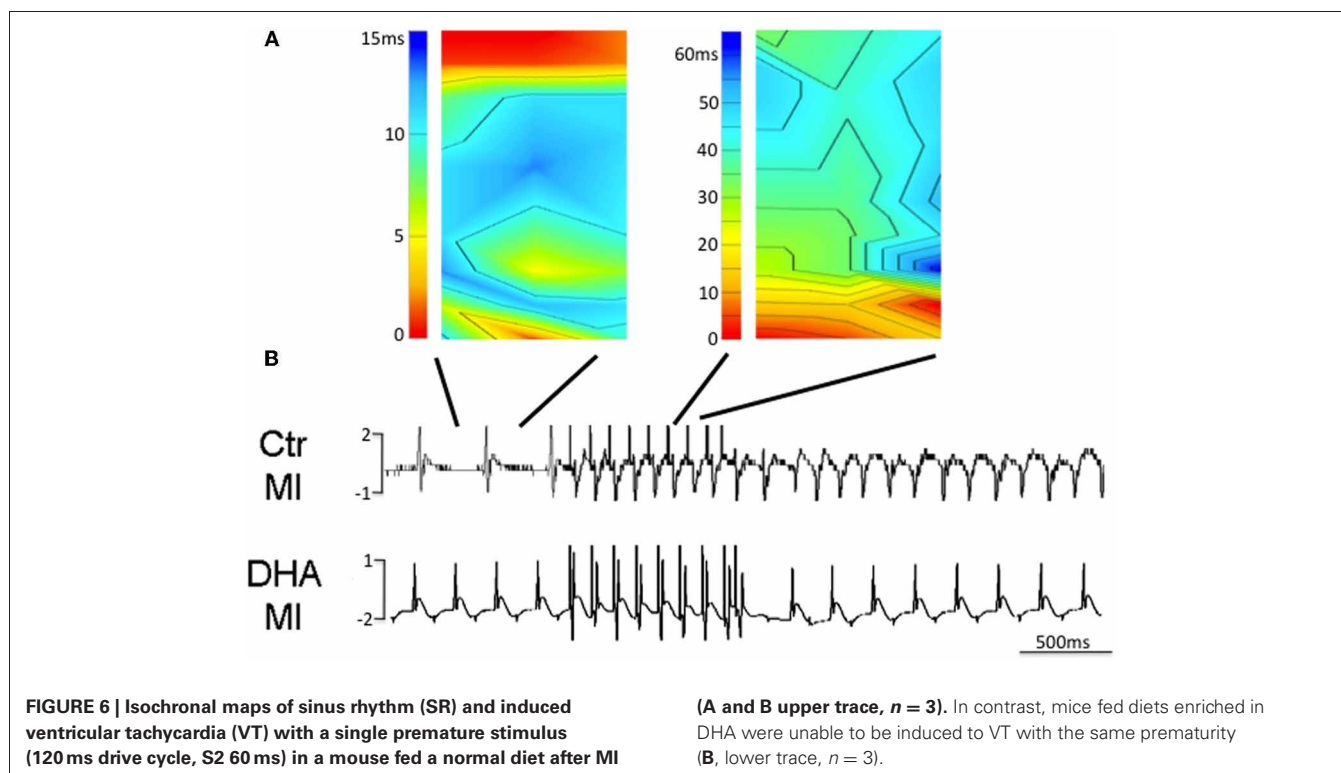 A
15ms
10
5
0
60ms
50
40
30
20
10
0
B
Ctr
MI
2
-1
DHA
MI
1
-2
500ms
FIGURE 6 | Isochronal maps of sinus rhythm (SR) and induced
ventricular tachycardia (VT) with a single premature stimulus
(120 ms drive cycle, S2 60 ms) in a mouse fed a normal diet after MI
(A and B upper trace, n = 3). In contrast, mice fed diets enriched in
DHA were unable to be induced to VT with the same prematurity
(B, lower trace, n = 3).